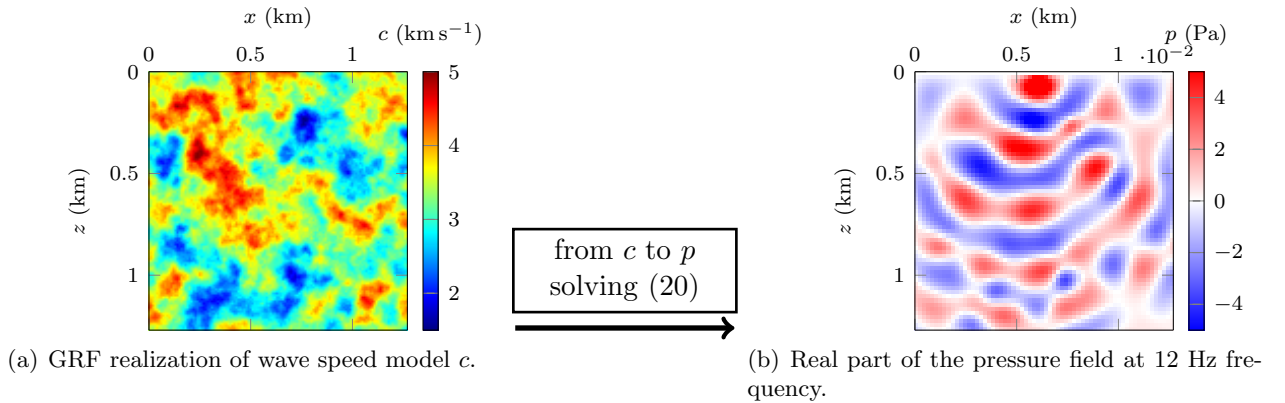 x (km)
c (km s−1)
0 0.5 1
0
0.5
1
z (km)
5
4
3
2
(a) GRF realization of wave speed model c.
from c to p
solving (20)
x (km)
p (Pa)
0 0.5 1
·10−2
0
0.5
1
z (km)
4
2
0
−2
−4
(b) Real part of the pressure field at 12 Hz fre-
quency.